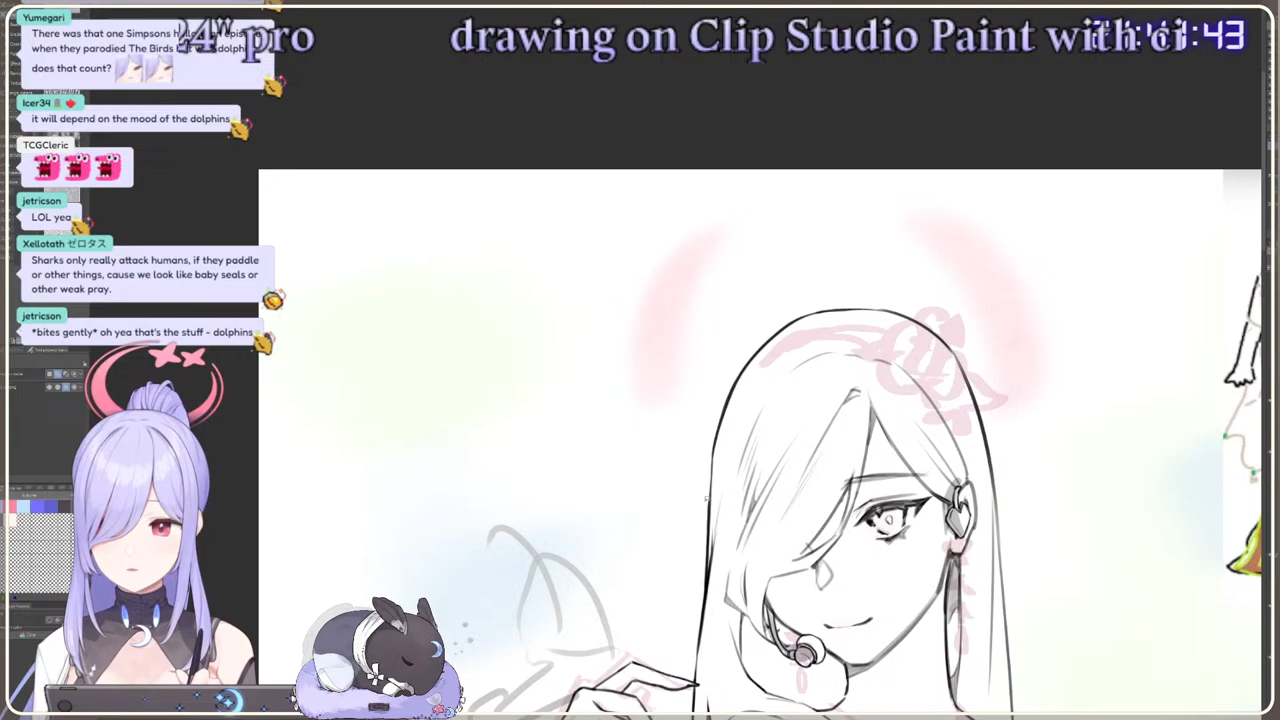 24" pro drawing on Clip Studio Paint with ci
:43
Yumegari
There was that one Simpsons
when they parodied The Birds
does that count?
Icer34
it will depend on the mood of the dolphins
TCGCleric
jetricson
LOL yea
Xellotath ゼロタス
Sharks only really attack humans, if they paddle
or other things, cause we look like baby seals or
other weak pray.
jetricson
*bites gently* oh yea that's the stuff - dolphins